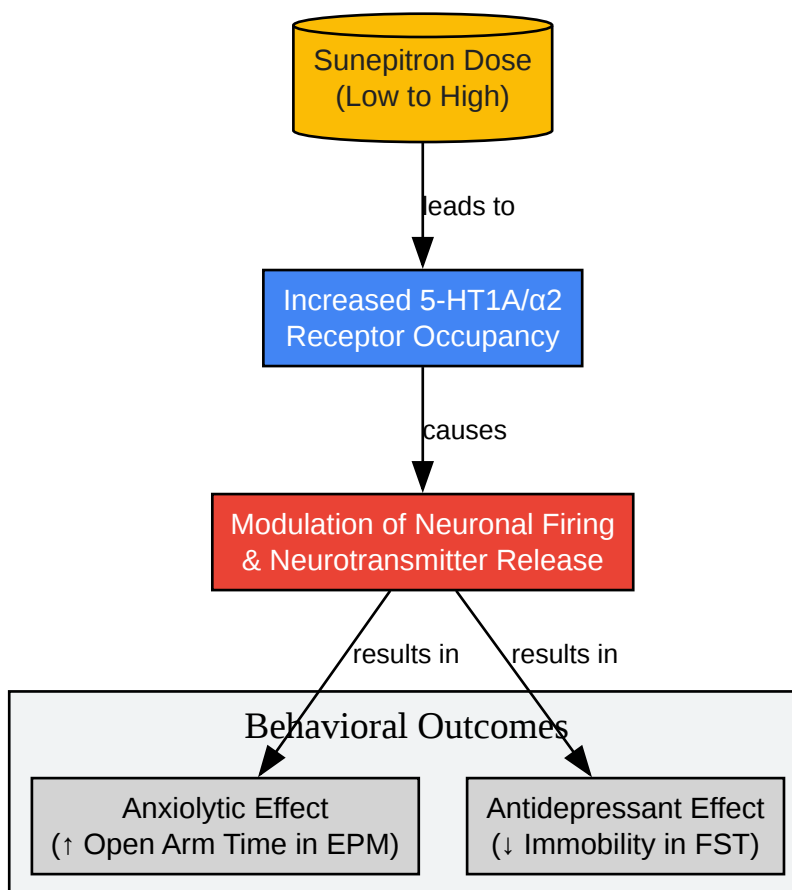 Sunepitron Dose
(Low to High)
leads to
Increased 5-HT1A/α2
Receptor Occupancy
causes
Modulation of Neuronal Firing
& Neurotransmitter Release
results in
results in
Behavioral Outcomes
Anxiolytic Effect
(↑ Open Arm Time in EPM)
Antidepressant Effect
(↓ Immobility in FST)